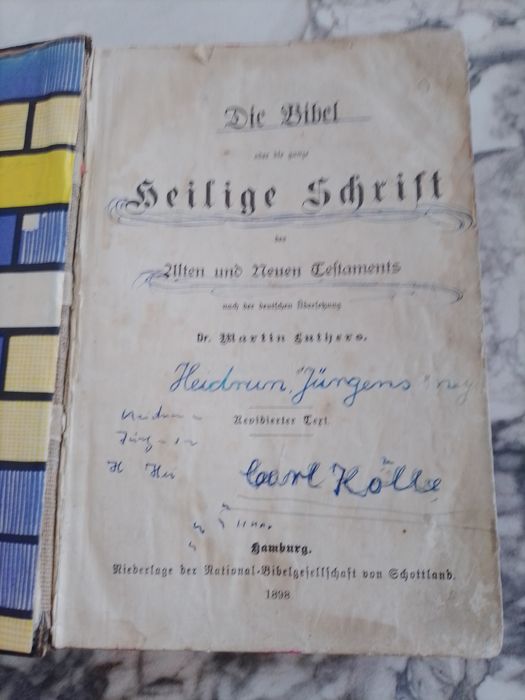 Die Bibel
oder die ganze
Heilige Schrift
des
Alten und Neuen Testaments
nach der deutschen Übersetzung
Dr. Martin Luthers.
Heidrun "Jürgens"
Revidierter Text.
H Hei
Carl Kölle
Hamburg.
Niederlage der National-Bibelgesellschaft von Schottland.
1898